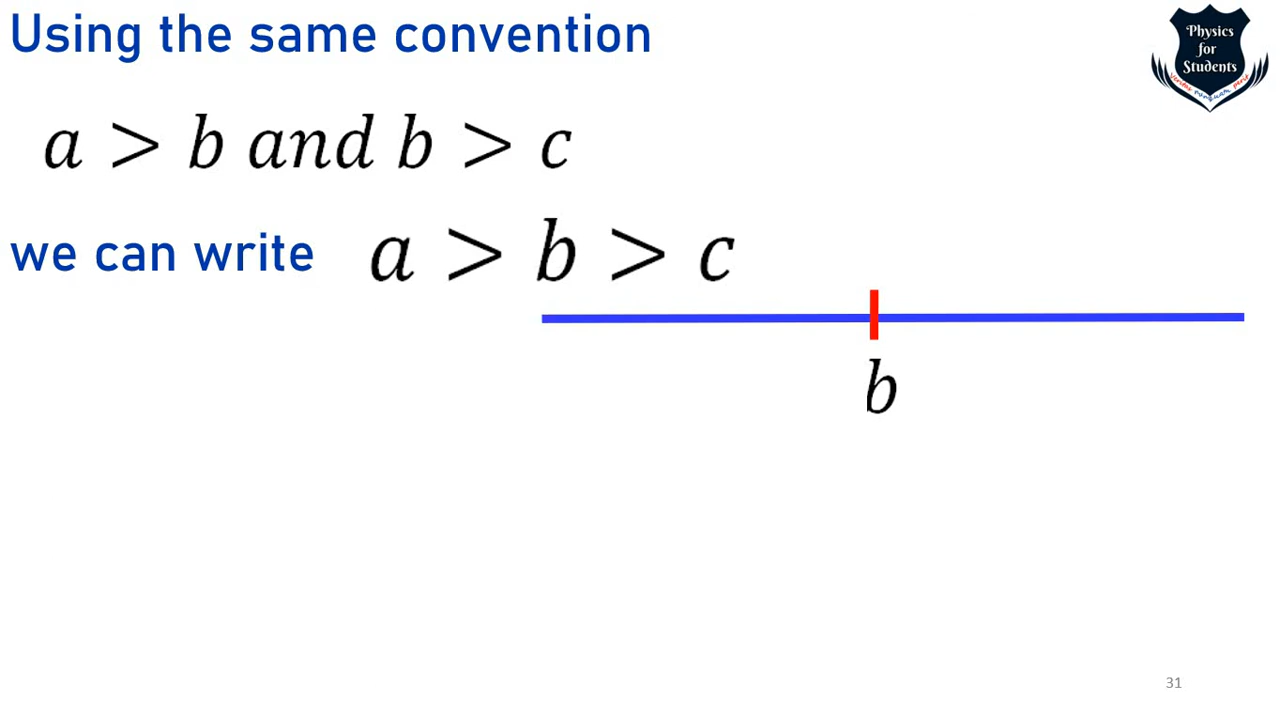 Using the same convention
Physics
for
Students
a > b and b > c
we can write a > b > c
b
31